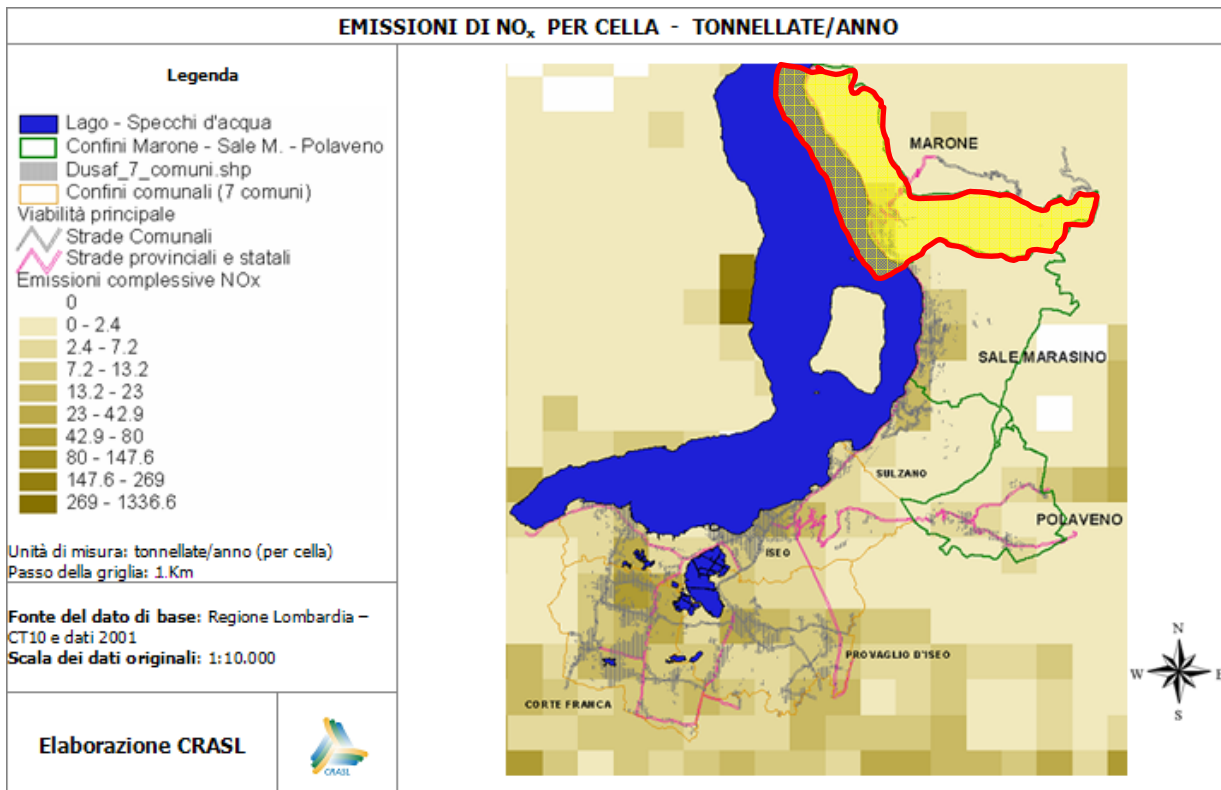 EMISSIONI DI NOx PER CELLA - TONNELLATE/ANNO
Legenda
Lago - Specchi d'acqua
Confini Marone - Sale M. - Polaveno
Dusaf_7_comuni.shp
Confini comunali (7 comuni)
Viabilità principale
Strade Comunali
Strade provinciali e statali
Emissioni complessive NOx
0
0 - 2.4
2.4 - 7.2
7.2 - 13.2
13.2 - 23
23 - 42.9
42.9 - 80
80 - 147.6
147.6 - 269
269 - 1336.6
Unità di misura: tonnellate/anno (per cella)
Passo della griglia: 1.Km
Fonte del dato di base: Regione Lombardia –
CT10 e dati 2001
Scala dei dati originali: 1:10.000
Elaborazione CRASL
CRASL
MARONE
SALE MARASINO
SULZANO
POLAVENO
ISEO
PROVAGLIO D'ISEO
CORTE FRANCA
N
W E
S